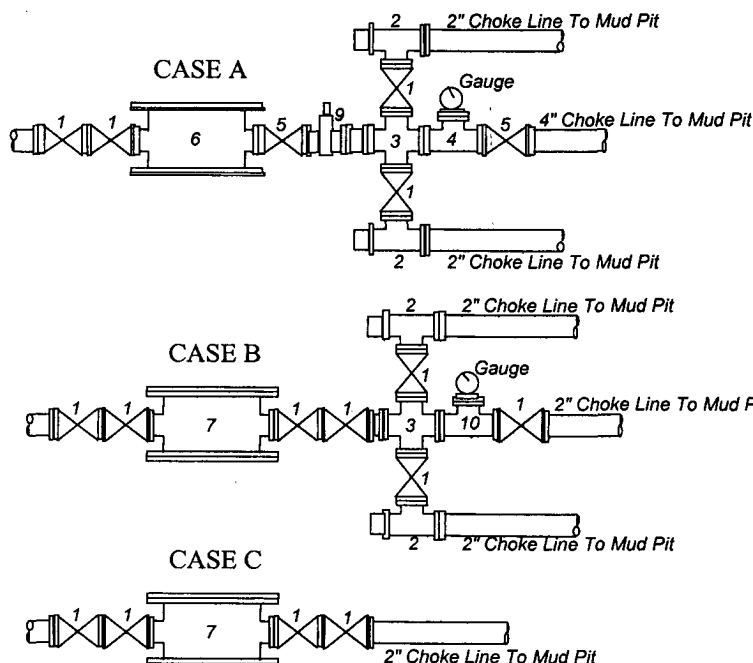 2 2" Choke Line To Mud Pit
CASE A
Gauge
1
1 1 6 5 9 3 4 5 4" Choke Line To Mud Pit
1
2 2" Choke Line To Mud Pit
2 2" Choke Line To Mud Pit
CASE B
Gauge
1
1 1 7 1 1 3 10 1 2" Choke Line To Mud P
1
2 2" Choke Line To Mud Pit
CASE C
1 1 7 1 1
2" Choke Line To Mud Pit